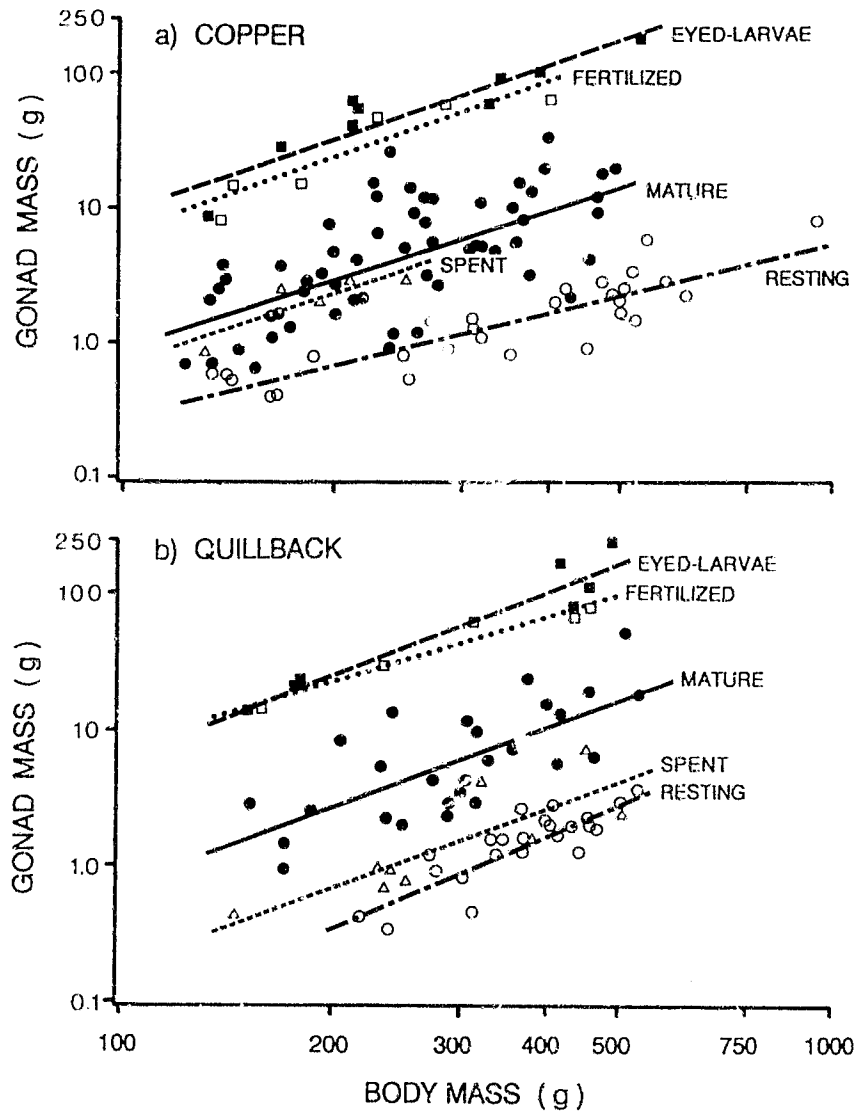 a) COPPER
250
100
10
1.0
0.1
GONAD MASS (g)
EYED-LARVAE
FERTILIZED
MATURE
SPENT
RESTING
b) QUILLBACK
250
100
10
1.0
0.1
GONAD MASS (g)
EYED-LARVAE
FERTILIZED
MATURE
SPENT
RESTING
100 200 300 400 500 750 1000
BODY MASS (g)